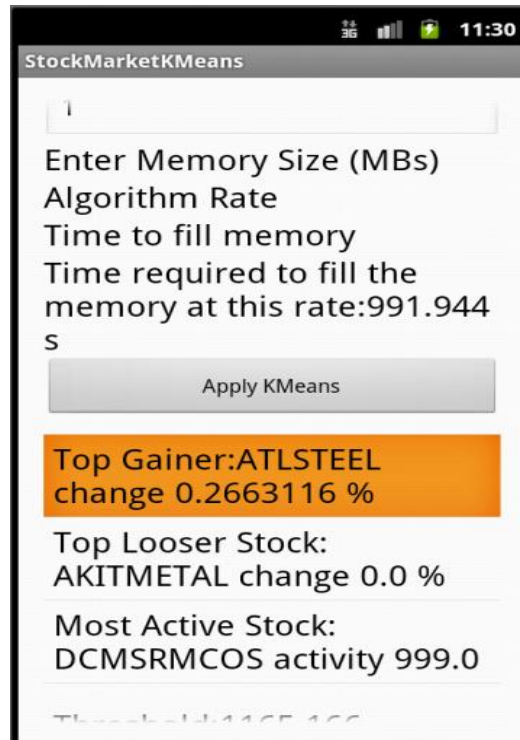 3G 11:30
StockMarketKMeans
1
Enter Memory Size (MBs)
Algorithm Rate
Time to fill memory
Time required to fill the
memory at this rate:991.944
s
Apply KMeans
Top Gainer:ATLSTEEL
change 0.2663116 %
Top Looser Stock:
AKITMETAL change 0.0 %
Most Active Stock:
DCMSRMCOS activity 999.0